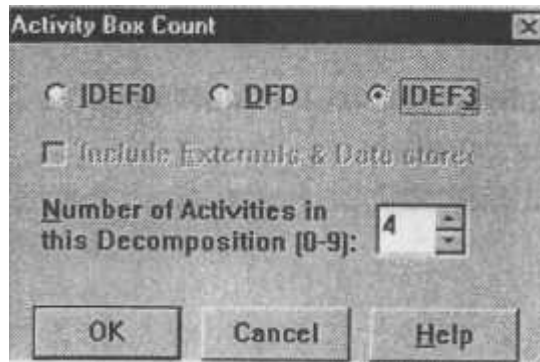 Activity Box Count
IDEF0 DFD IDEF3
Include Externals & Data stores
Number of Activities in
this Decomposition (0-9):
4
OK Cancel Help